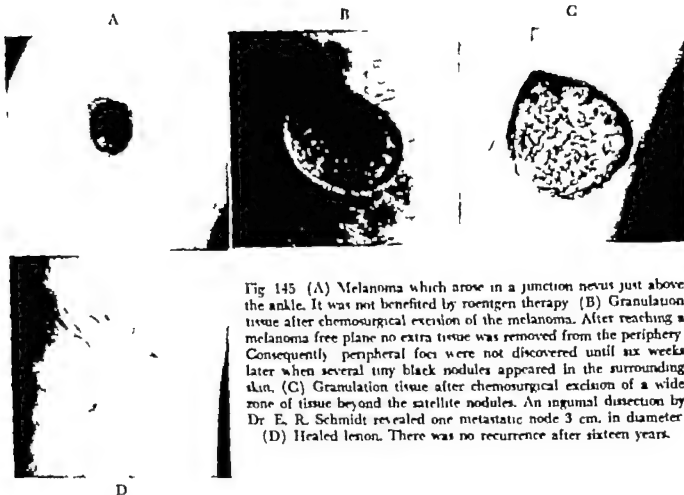 A
B
C
Fig 145 (A) Melanoma which arose in a junction nevus just above
the ankle. It was not benefited by roentgen therapy (B) Granulation
tissue after chemosurgical excision of the melanoma. After reaching a
melanoma free plane no extra tissue was removed from the periphery
Consequently peripheral foci were not discovered until six weeks
later when several tiny black nodules appeared in the surrounding
skin, (C) Granulation tissue after chemosurgical excision of a wide
zone of tissue beyond the satellite nodules. An inguinal dissection by
Dr E. R. Schmidt revealed one metastatic node 3 cm. in diameter
(D) Healed lesion. There was no recurrence after sixteen years.
D